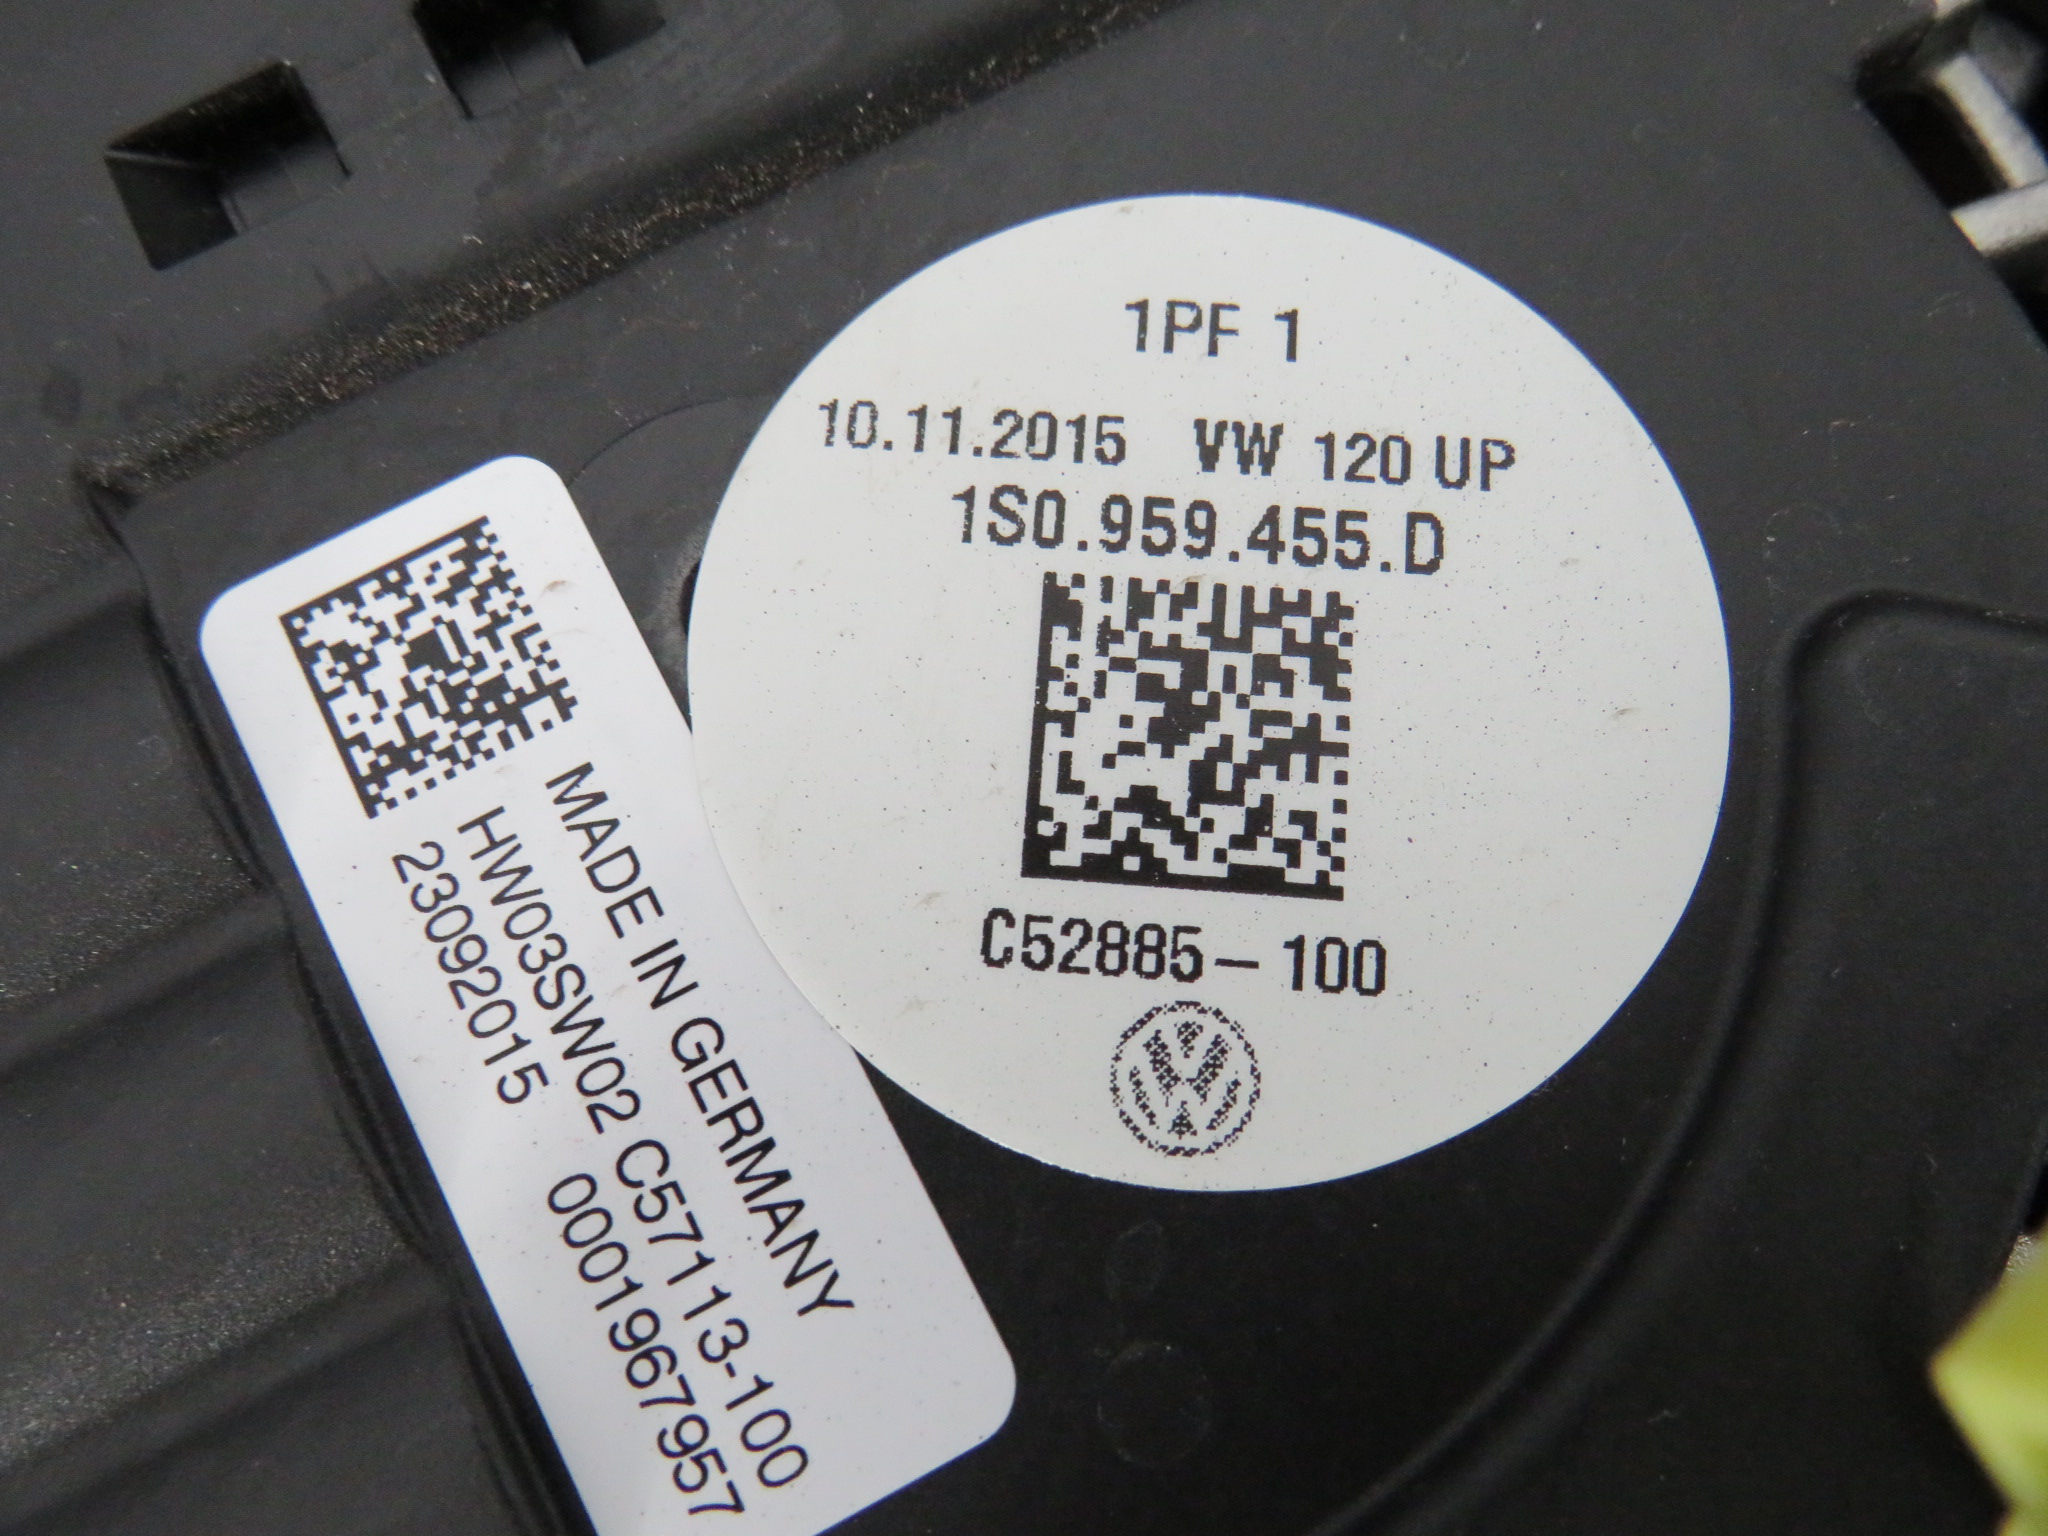 1PF 1
10.11.2015 VW 120 UP
1S0.959.455.D
C52885-100
MADE IN GERMANY
HW03SW02 C57113-100
23092015 0001967957